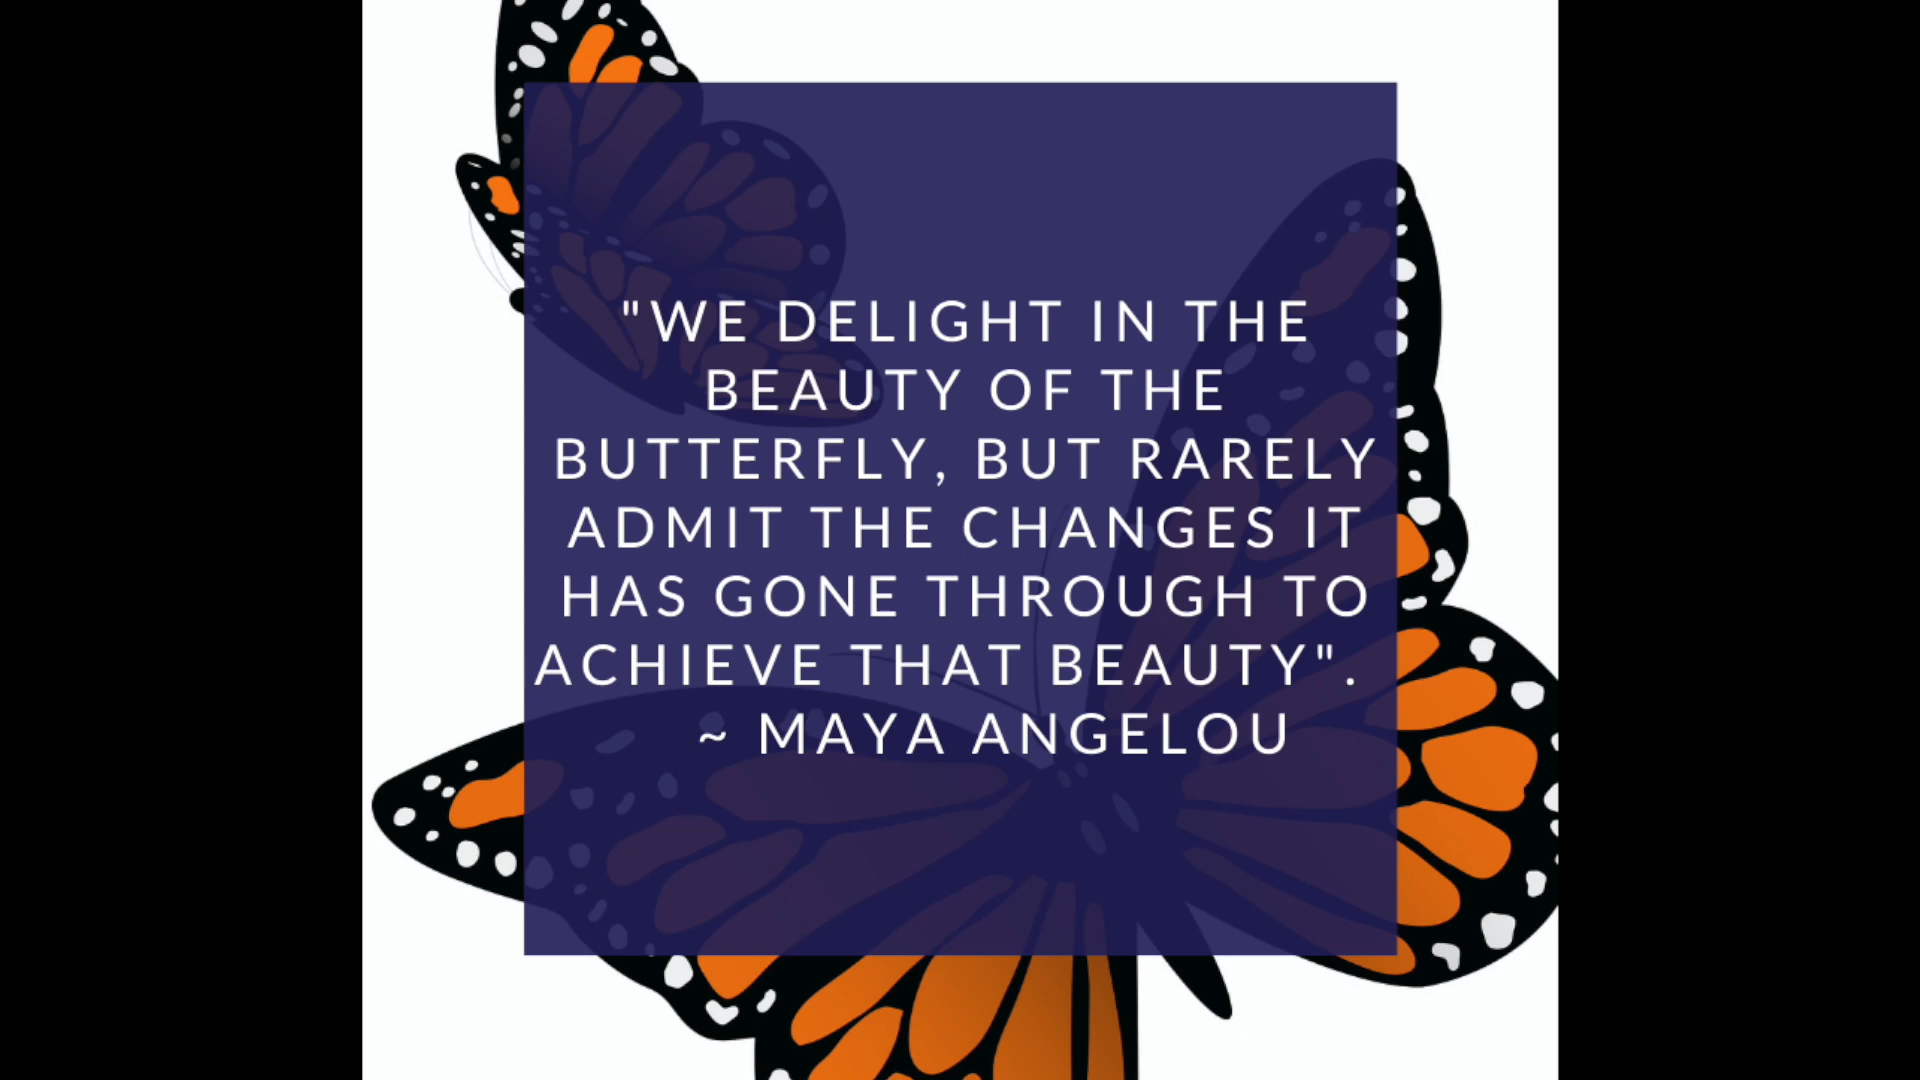 "WE DELIGHT IN THE
BEAUTY OF THE
BUTTERFLY, BUT RARELY
ADMIT THE CHANGES IT
HAS GONE THROUGH TO
ACHIEVE THAT BEAUTY".
~ MAYA ANGELOU